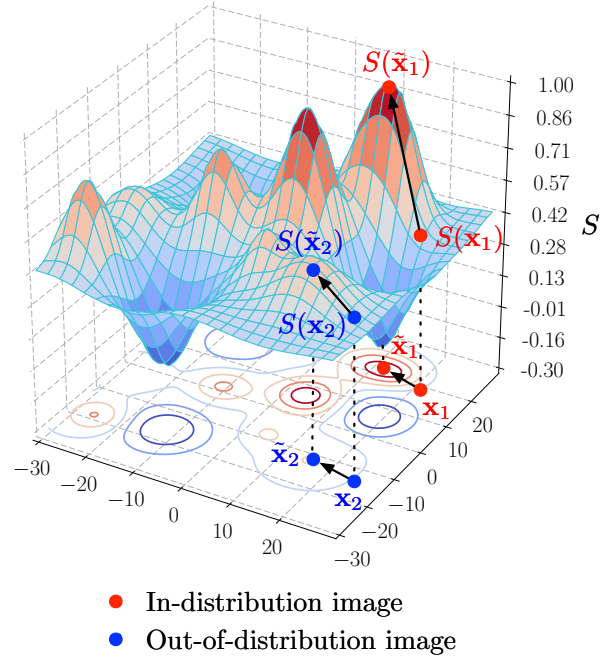 S(x̃₁)
1.00
0.86
0.71
0.57
0.42
0.28
0.13
-0.01
-0.16
-0.30
S
S(x₁)
S(x̃₂)
S(x₂)
x̃₁
x₁
x̃₂
x₂
−30
−20
−10
0
10
20
−30
−10
0
10
20
In-distribution image
Out-of-distribution image